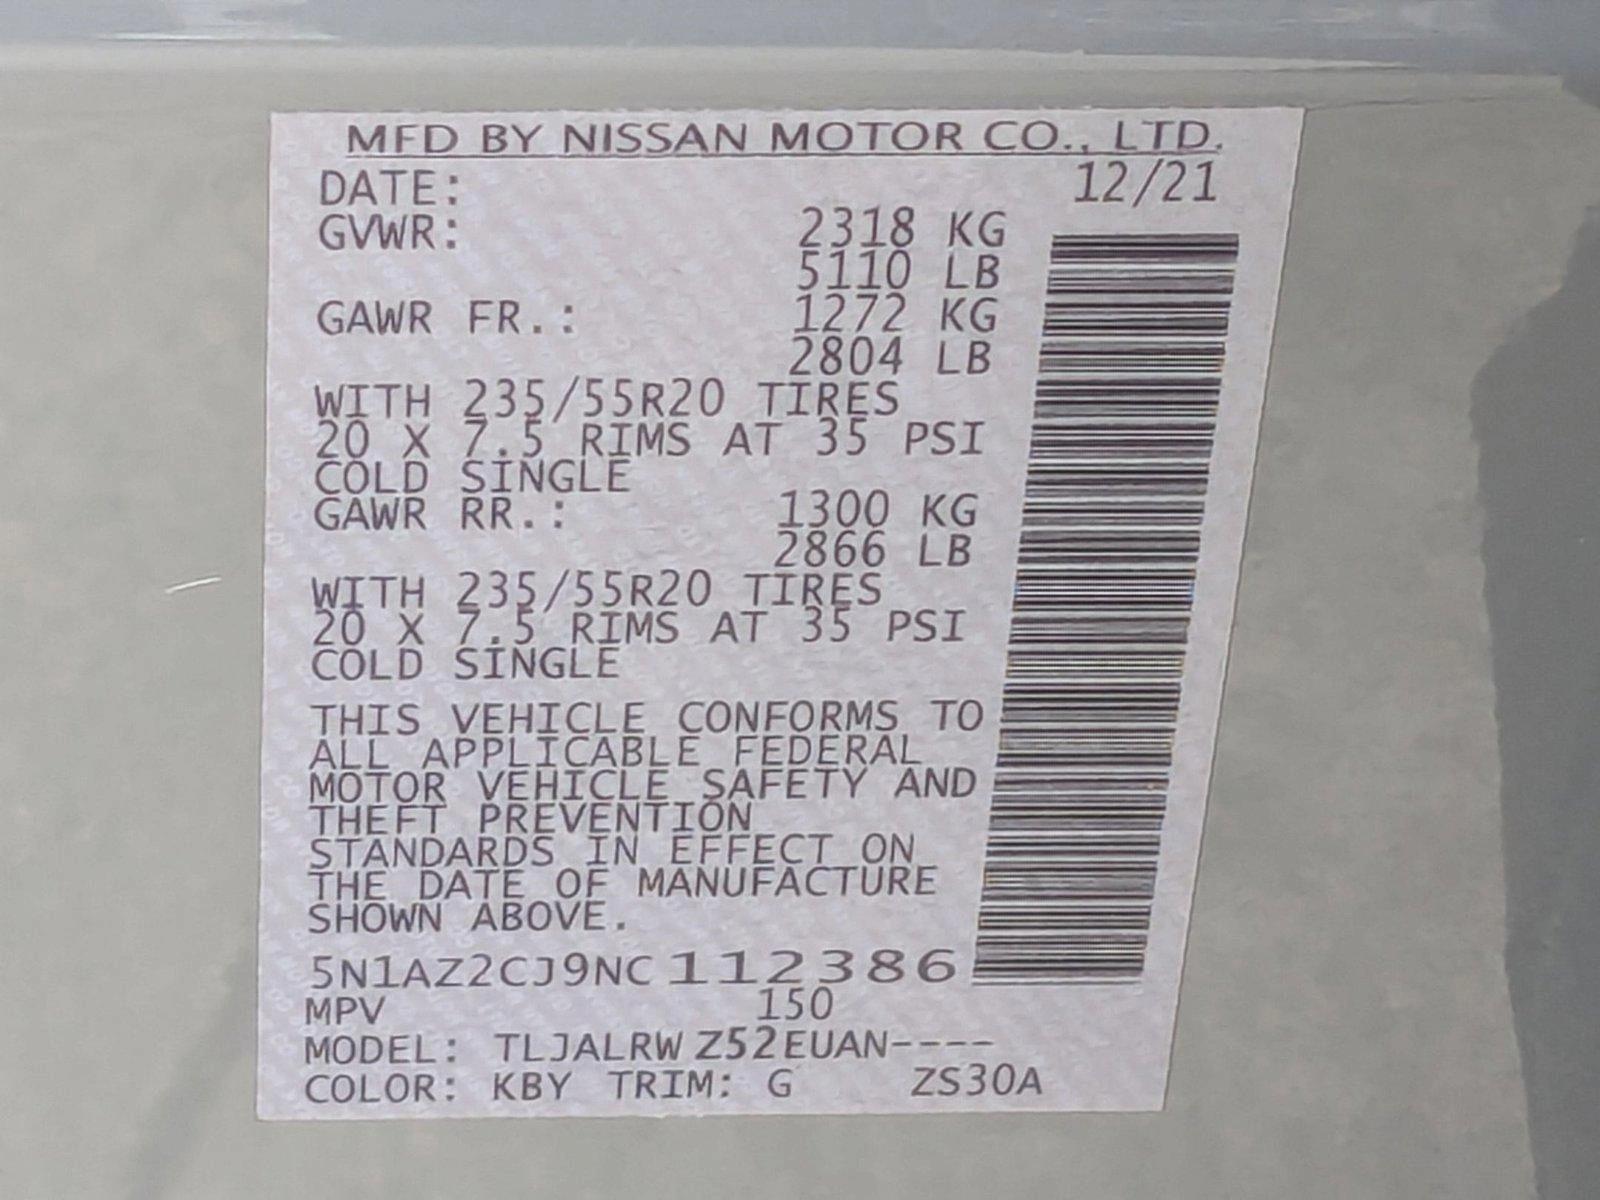 MFD BY NISSAN MOTOR CO., LTD.
DATE: 12/21
GVWR: 2318 KG
5110 LB
GAWR FR.: 1272 KG
2804 LB
WITH 235/55R20 TIRES
20 X 7.5 RIMS AT 35 PSI
COLD SINGLE
GAWR RR.: 1300 KG
2866 LB
WITH 235/55R20 TIRES
20 X 7.5 RIMS AT 35 PSI
COLD SINGLE
THIS VEHICLE CONFORMS TO
ALL APPLICABLE FEDERAL
MOTOR VEHICLE SAFETY AND
THEFT PREVENTION
STANDARDS IN EFFECT ON
THE DATE OF MANUFACTURE
SHOWN ABOVE.
5N1AZ2CJ9NC112386
MPV 150
MODEL: TLJALRW Z52EUAN----
COLOR: KBY TRIM: G ZS30A